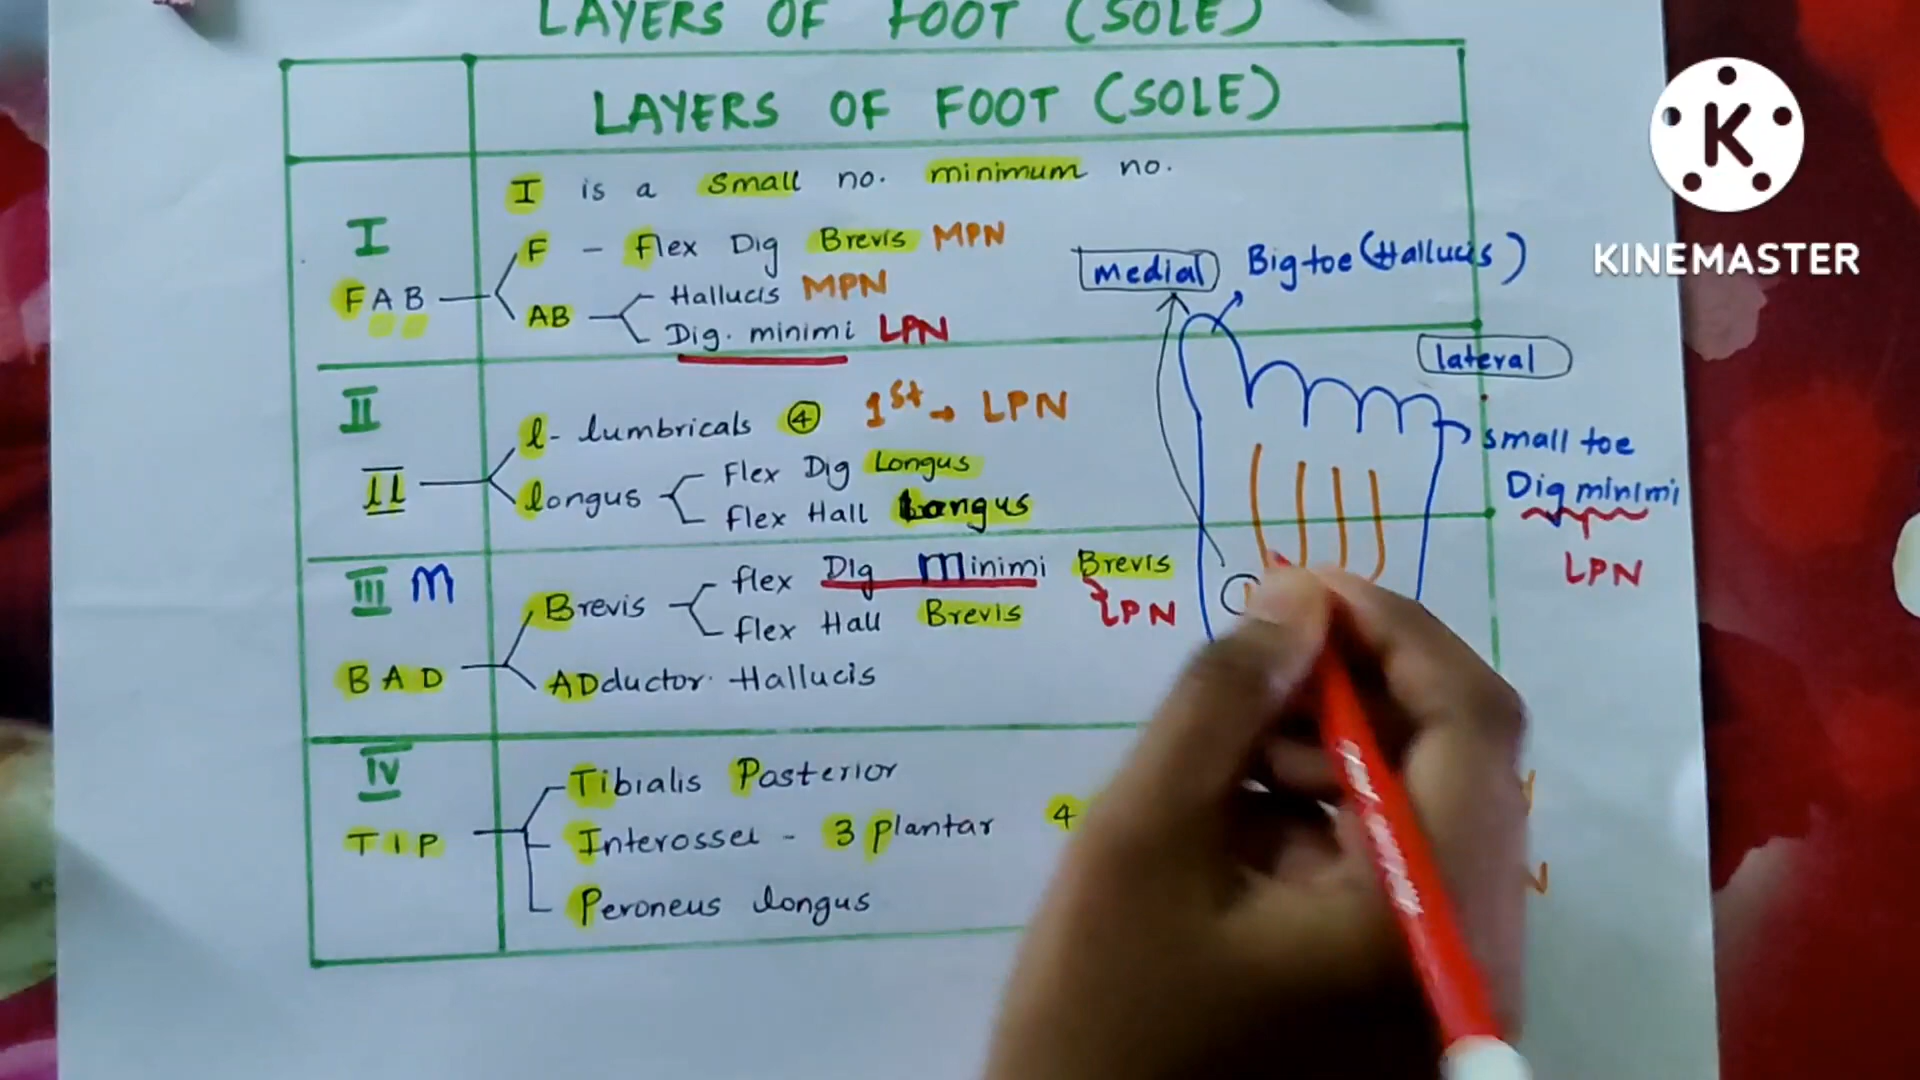 LAYERS OF FOOT (SOLE)
LAYERS OF FOOT (SOLE)
I is a small no. minimum no.
I
FAB
F - Flex Dig Brevis MPN
AB
Hallucis MPN
Dig. minimi LPN
II
ll
l- lumbricals 4 1st → LPN
longus
Flex Dig Longus
Flex Hall Longus
III m
BAD
Brevis
flex Dig Minimi Brevis
LPN
flex Hall Brevis
ADductor Hallucis
IV
TIP
Tibialis Posterior
Interossei - 3 plantar 4
Peroneus longus
medial
Big toe (Hallucis)
lateral
small toe
Dig minimi
LPN
K
KINEMASTER